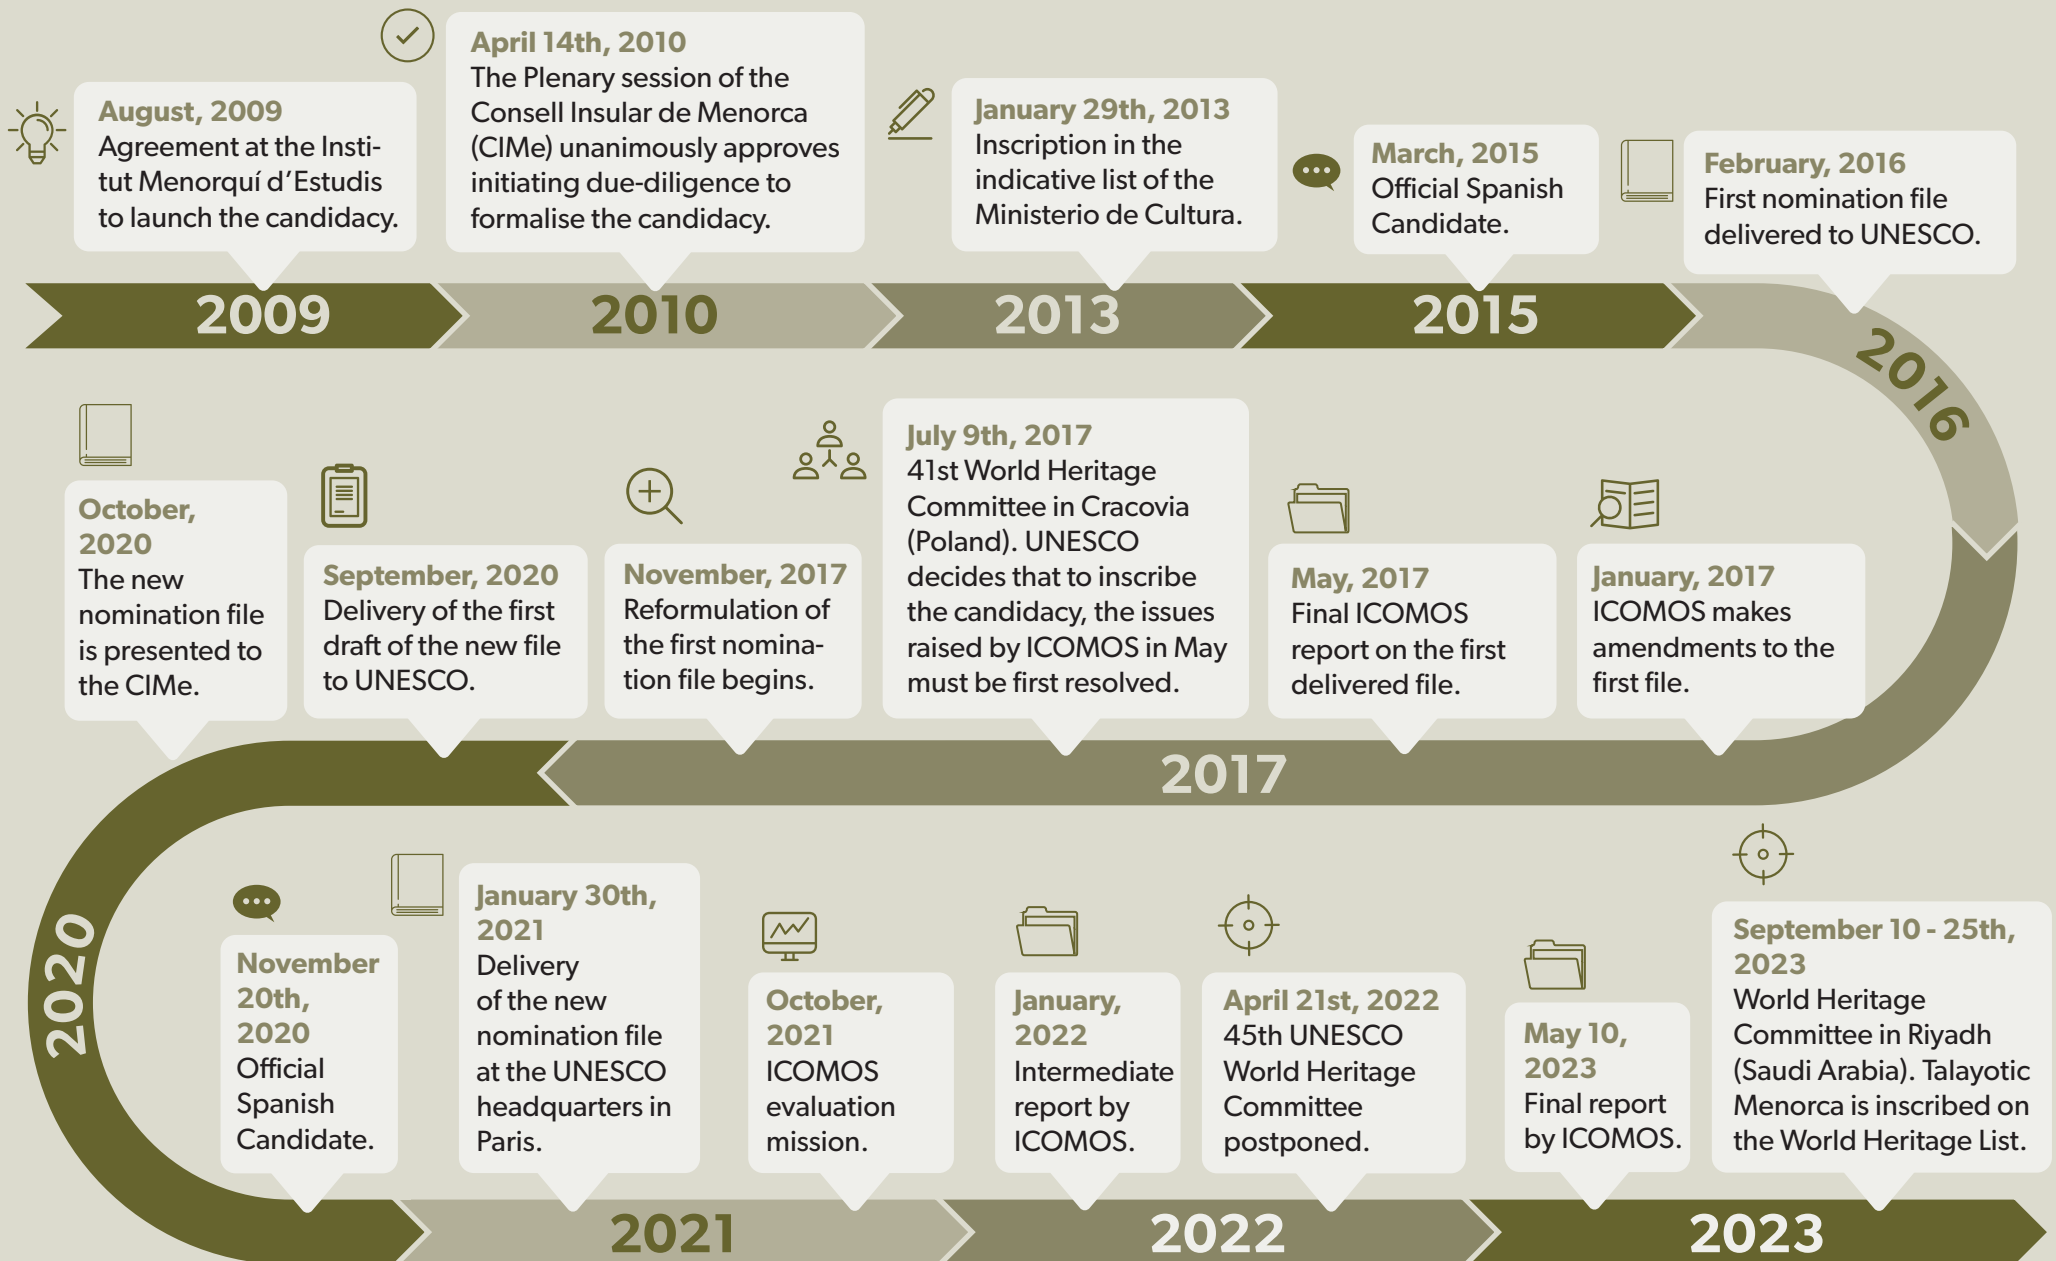 August, 2009
Agreement at the Insti-
tut Menorquí d'Estudis
to launch the candidacy.
April 14th, 2010
The Plenary session of the
Consell Insular de Menorca
(CIMe) unanimously approves
initiating due-diligence to
formalise the candidacy.
January 29th, 2013
Inscription in the
indicative list of the
Ministerio de Cultura.
March, 2015
Official Spanish
Candidate.
February, 2016
First nomination file
delivered to UNESCO.
2009
2010
2013
2015
2016
January, 2017
ICOMOS makes
amendments to the
first file.
May, 2017
Final ICOMOS
report on the first
delivered file.
July 9th, 2017
41st World Heritage
Committee in Cracovia
(Poland). UNESCO
decides that to inscribe
the candidacy, the issues
raised by ICOMOS in May
must be first resolved.
November, 2017
Reformulation of
the first nomina-
tion file begins.
September, 2020
Delivery of the first
draft of the new file
to UNESCO.
October,
2020
The new
nomination file
is presented to
the CIMe.
2017
2020
November
20th,
2020
Official
Spanish
Candidate.
January 30th,
2021
Delivery
of the new
nomination file
at the UNESCO
headquarters in
Paris.
October,
2021
ICOMOS
evaluation
mission.
January,
2022
Intermediate
report by
ICOMOS.
April 21st, 2022
45th UNESCO
World Heritage
Committee
postponed.
May 10,
2023
Final report
by ICOMOS.
September 10 - 25th,
2023
World Heritage
Committee in Riyadh
(Saudi Arabia). Talayotic
Menorca is inscribed on
the World Heritage List.
2021
2022
2023